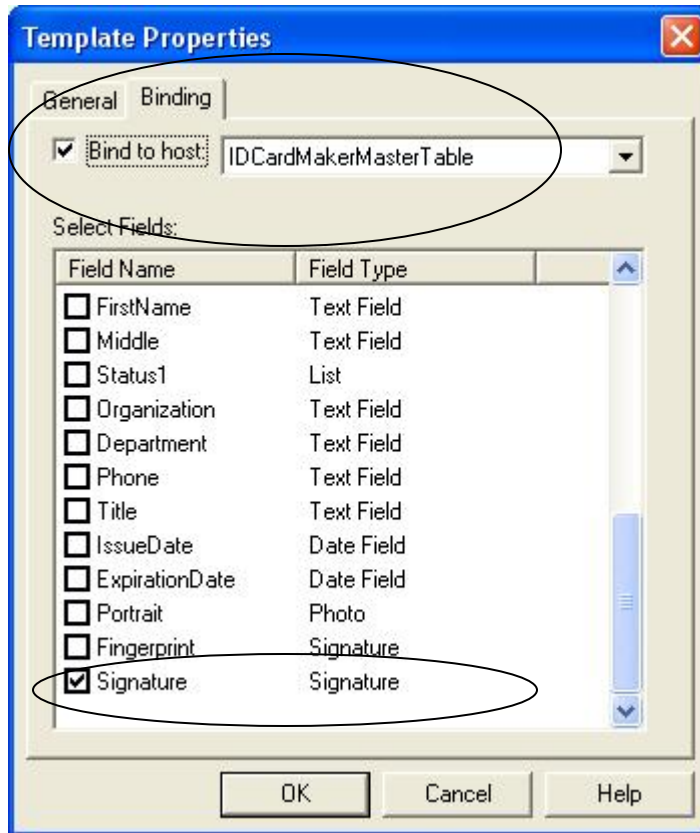 Template Properties
General Binding
Bind to host: IDCardMakerMasterTable
Select Fields:
Field Name Field Type
FirstName Text Field
Middle Text Field
Status1 List
Organization Text Field
Department Text Field
Phone Text Field
Title Text Field
IssueDate Date Field
ExpirationDate Date Field
Portrait Photo
Fingerprint Signature
Signature Signature
OK Cancel Help